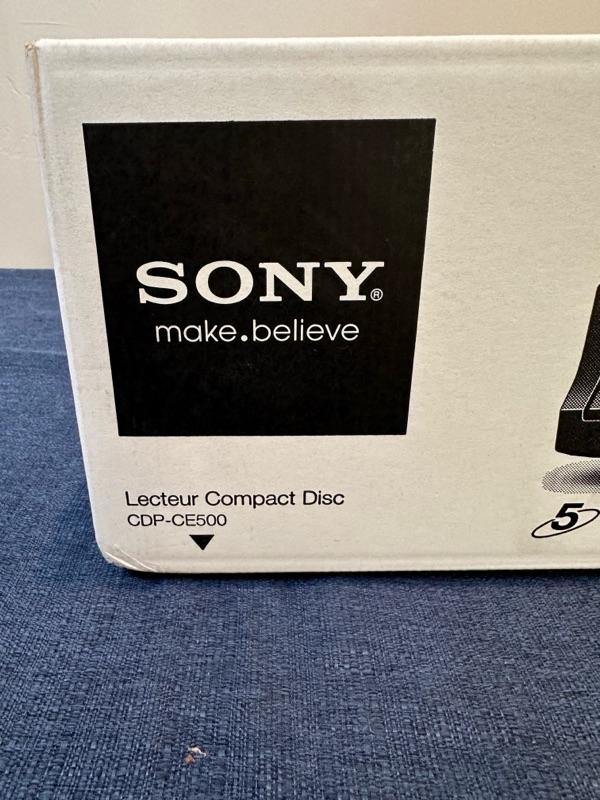 SONY®
make.believe
Lecteur Compact Disc
CDP-CE500
5